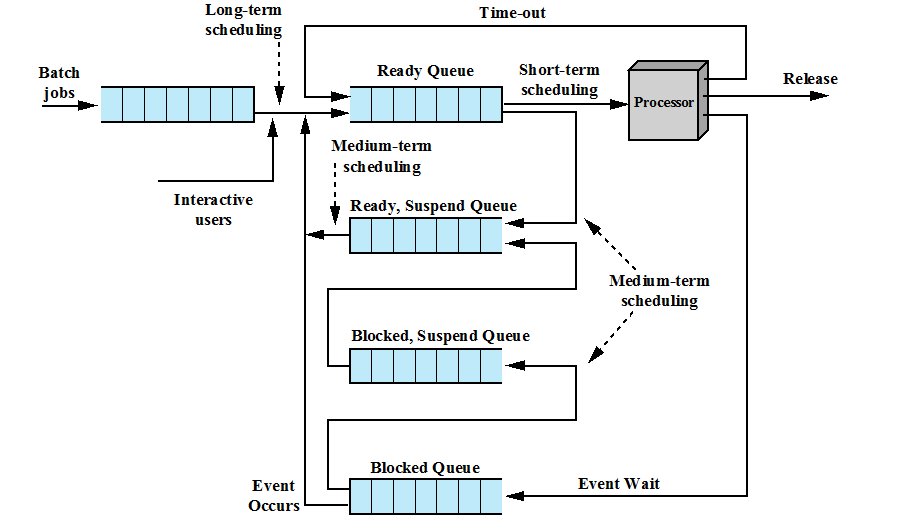 Long-term
scheduling
Time-out
Batch
jobs
Ready Queue
Short-term
scheduling
Processor
Release
Medium-term
scheduling
Interactive
users
Ready, Suspend Queue
Medium-term
scheduling
Blocked, Suspend Queue
Blocked Queue
Event
Occurs
Event Wait